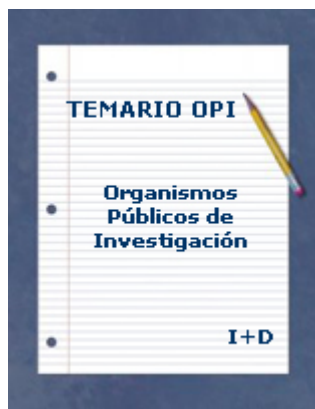 TEMARIO OPI
Organismos
Públicos de
Investigación
I+D